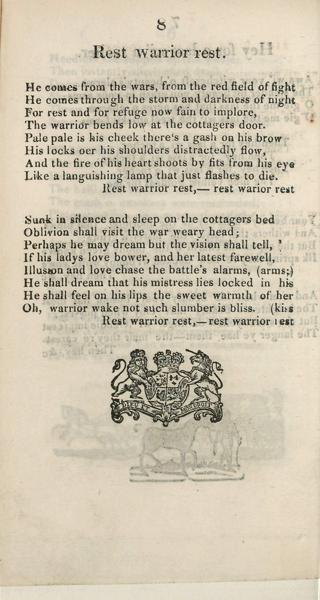 8
Rest warrior rest.
He comes from the wars, from the red field of fight
He comes through the storm and darkness of night
For rest and for refuge now fain to implore,
The warrior bends low at the cottagers door.
Pale pale is his cheek there's a gash on his brow
His locks oer his shoulders distractedly flow,
And the fire of his heart shoots by fits from his eye
Like a languishing lamp that just flashes to die.
Rest warrior rest,— rest warior rest
Sunk in silence and sleep on the cottagers bed
Oblivion shall visit the war weary head;
Perhaps he may dream but the vision shall tell,
If his ladys love bower, and her latest farewell,
Illusion and love chase the battle's alarms, (arms;)
He shall dream that his mistress lies locked in his
He shall feel on his lips the sweet warmth of her
Oh, warrior wake not such slumber is bliss. (kiss
Rest warrior rest,—rest warrior rest